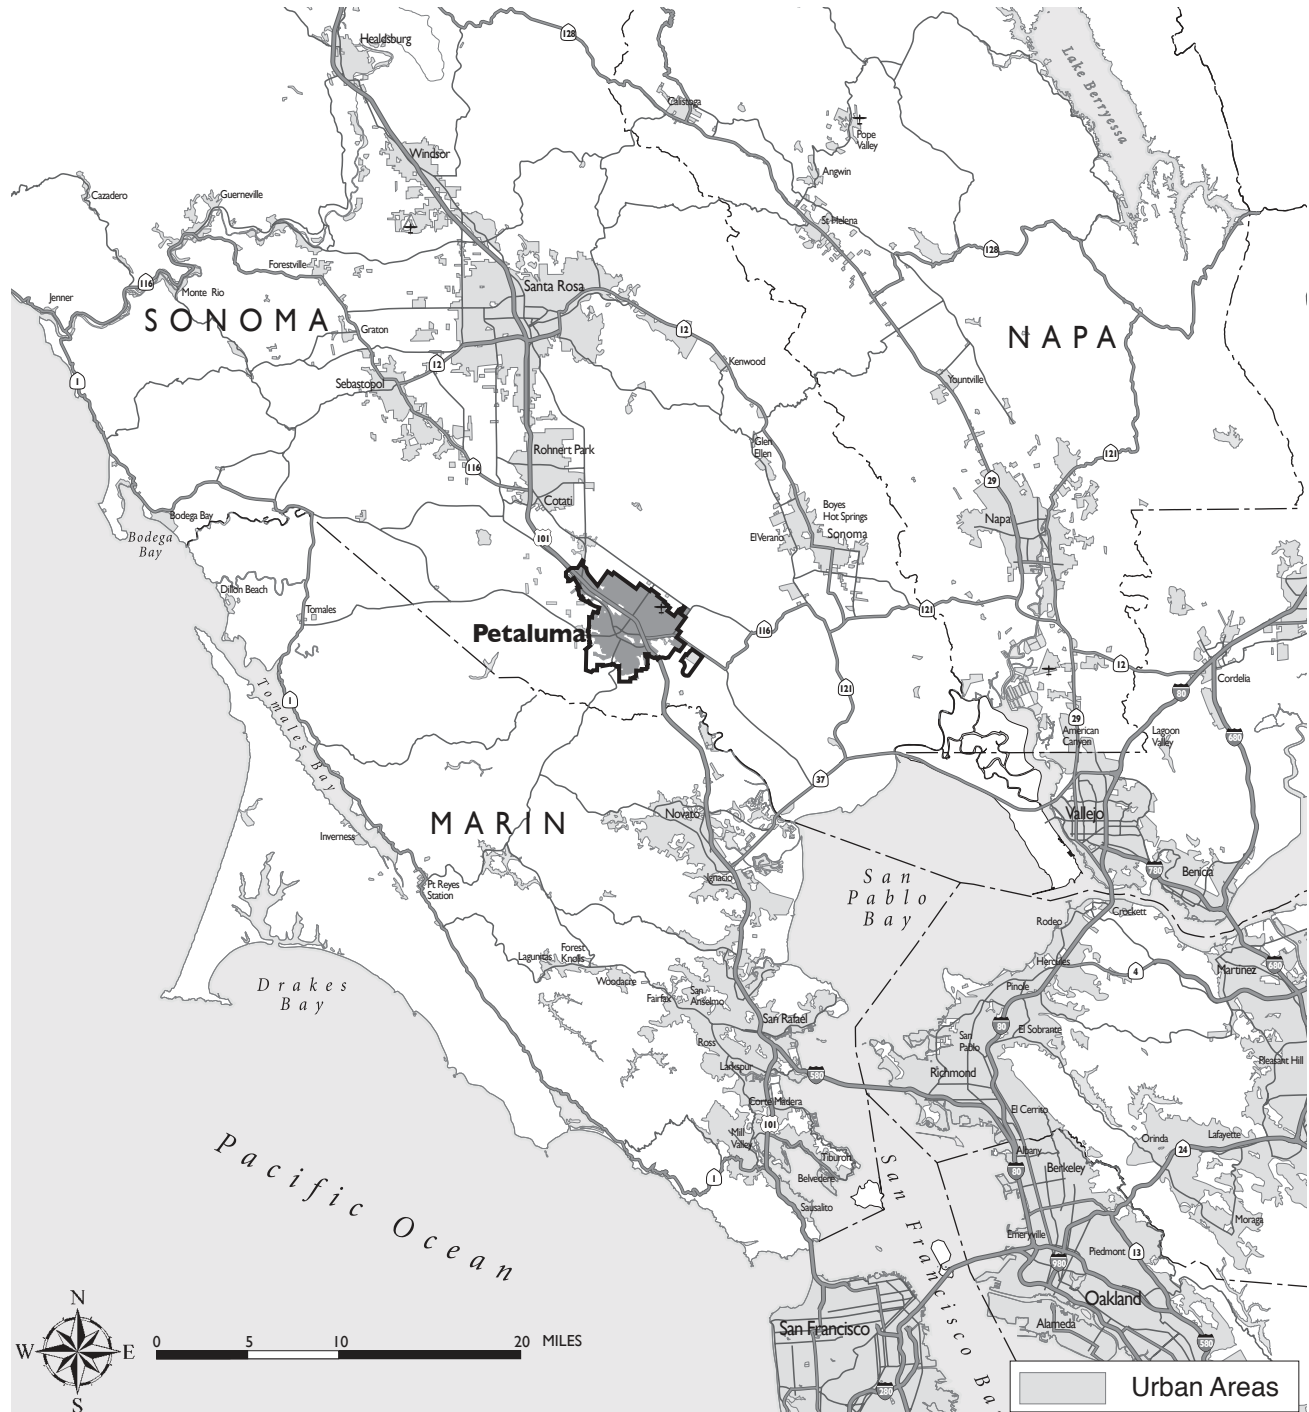 Healdsburg
128
Lake Berryessa
Calistoga
Pope
Valley
Windsor
Angwin
Cazadero
Guerneville
St Helena
128
Forestville
116
Monte Rio
Santa Rosa
Jenner
SONOMA
Graton
12
NAPA
Kenwood
12
1
Sebastopol
Yountville
Glen
Ellen
Rohnert Park
121
116
29
Cotati
Boyes
Hot Springs
Napa
Bodega Bay
Sonoma
El Verano
Bodega
Bay
101
Dillon Beach
Tomales
121
Petaluma
116
12
Cordelia
121
80
Tomales Bay
1
29
American
Canyon
Lagoon
Valley
680
37
Novato
Vallejo
MARIN
Inverness
Ignacio
San
Pablo
Bay
780
Benicia
Pt Reyes
Station
Crockett
Rodeo
Forest
Knolls
Lagunitas
Hercules
4
Martinez
680
Woodacre
Drakes
Bay
Fairfax
San
Anselmo
Pinole
San Rafael
80
El Sobrante
San
Pablo
Ross
Larkspur
580
Richmond
Pleasant Hill
Corte Madera
El Cerrito
101
Mill
Valley
Orinda
Lafayette
24
Albany
Tiburon
Berkeley
80
Belvedere
1
Sausalito
Moraga
Pacific Ocean
San Francisco Ba
Emeryville
Piedmont
13
980
Oakland
Alameda
San Francisco
580
280
N
W
E
S
0 5 10 20 MILES
Urban Areas